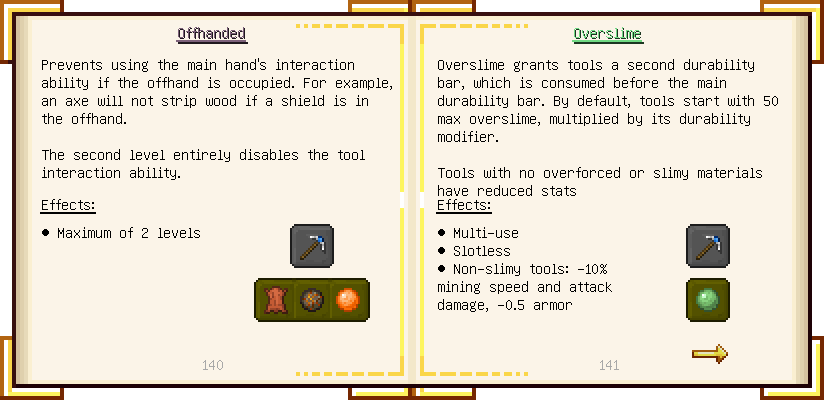 Offhanded
Prevents using the main hand's interaction
ability if the offhand is occupied. For example,
an axe will not strip wood if a shield is in
the offhand.
The second level entirely disables the tool
interaction ability.
Effects:
• Maximum of 2 levels
140
Overslime
Overslime grants tools a second durability
bar, which is consumed before the main
durability bar. By default, tools start with 50
max overslime, multiplied by its durability
modifier.
Tools with no overforced or slimy materials
have reduced stats
Effects:
• Multi-use
• Slotless
• Non-slimy tools: -10%
mining speed and attack
damage, -0.5 armor
141